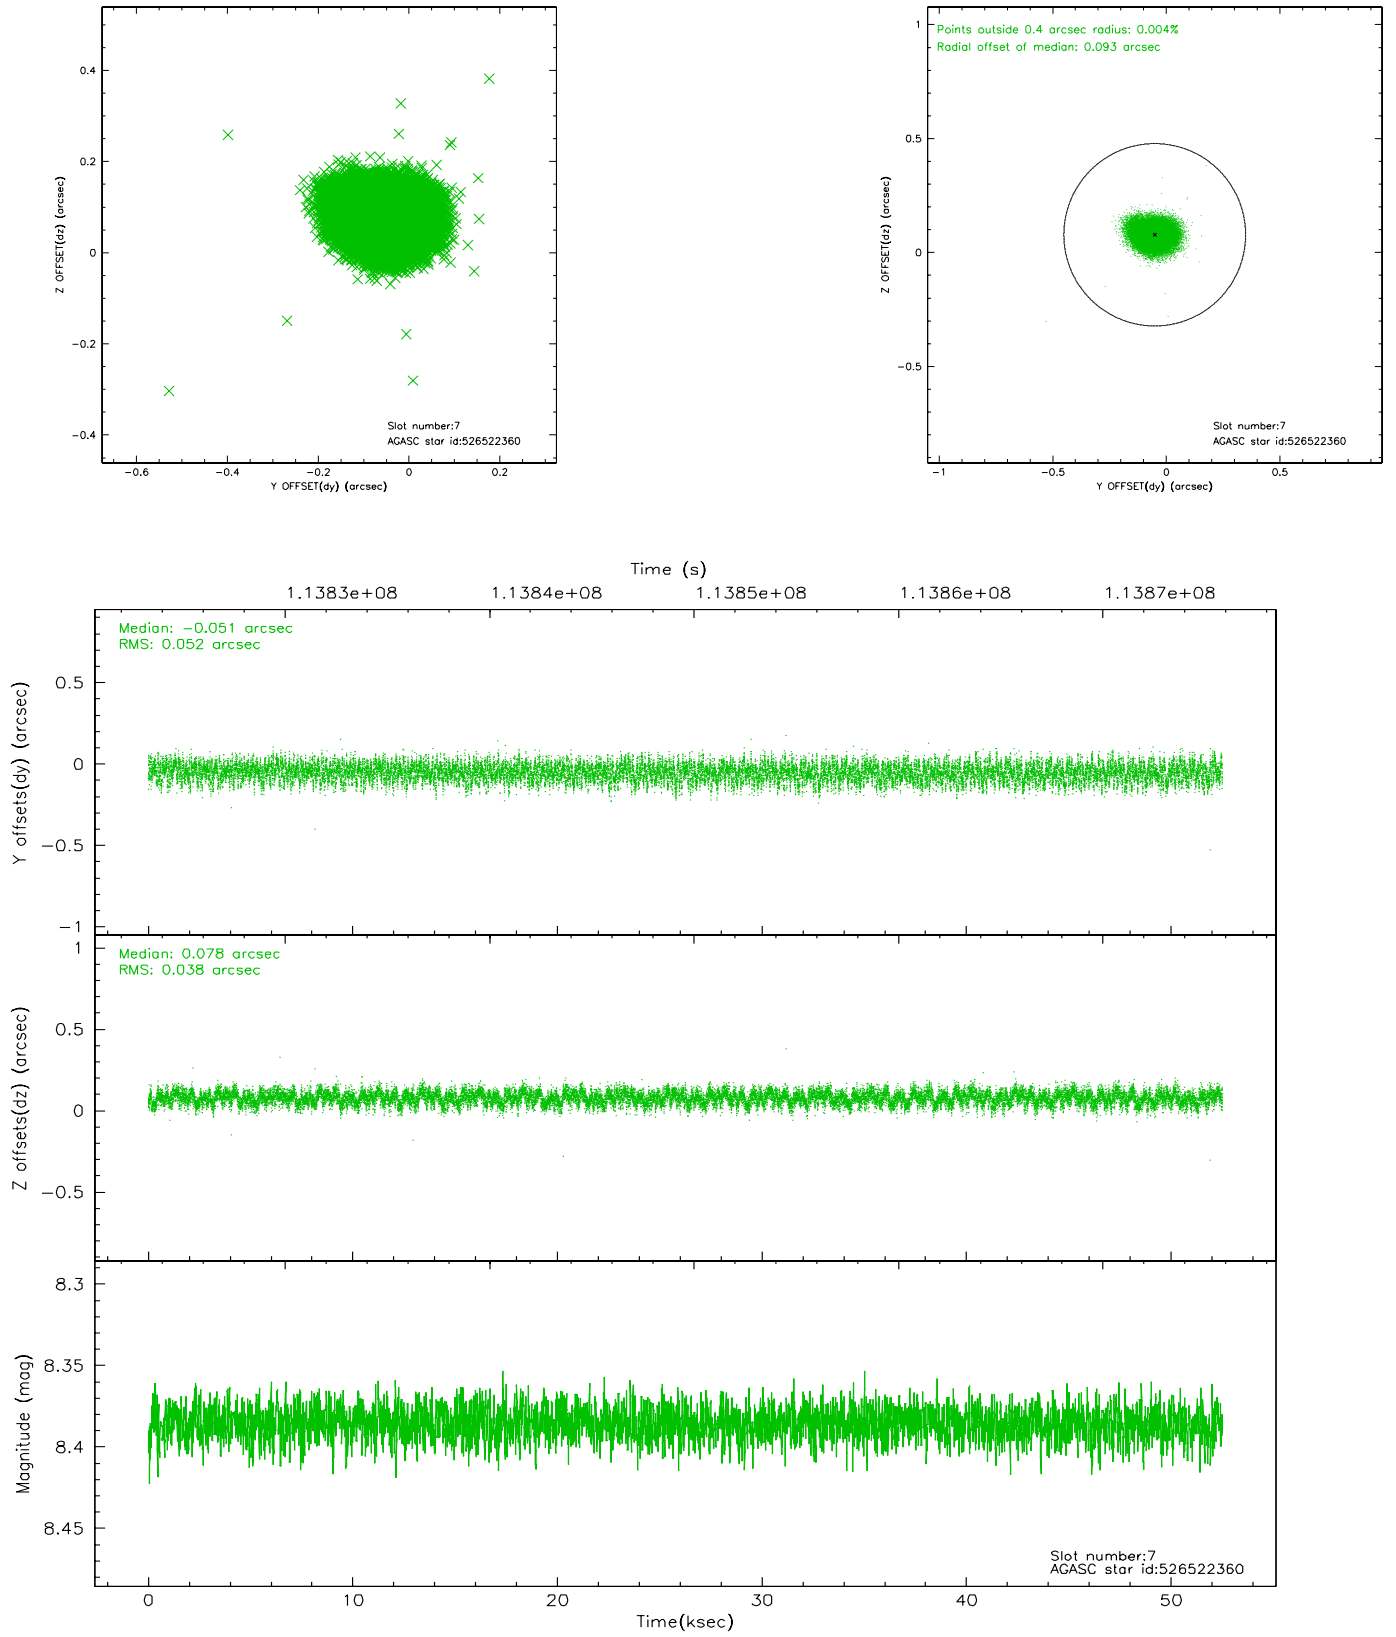 0.4
0.2
0
−0.2
−0.4
Z OFFSET(dz) (arcsec)
Slot number:7
AGASC star id:526522360
−0.6
−0.4
−0.2
0
0.2
Y OFFSET(dy) (arcsec)
Points outside 0.4 arcsec radius: 0.004%
Radial offset of median: 0.093 arcsec
1
0.5
0
−0.5
Z OFFSET(dz) (arcsec)
Slot number:7
AGASC star id:526522360
−1
−0.5
0
0.5
Y OFFSET(dy) (arcsec)
Time (s)
1.1383e+08
1.1384e+08
1.1385e+08
1.1386e+08
1.1387e+08
Median: −0.051 arcsec
RMS: 0.052 arcsec
0.5
0
−0.5
−1
Y offsets(dy) (arcsec)
Median: 0.078 arcsec
RMS: 0.038 arcsec
1
0.5
0
−0.5
Z offsets(dz) (arcsec)
8.3
8.35
8.4
8.45
Magnitude (mag)
Slot number:7
AGASC star id:526522360
0
10
20
30
40
50
Time(ksec)